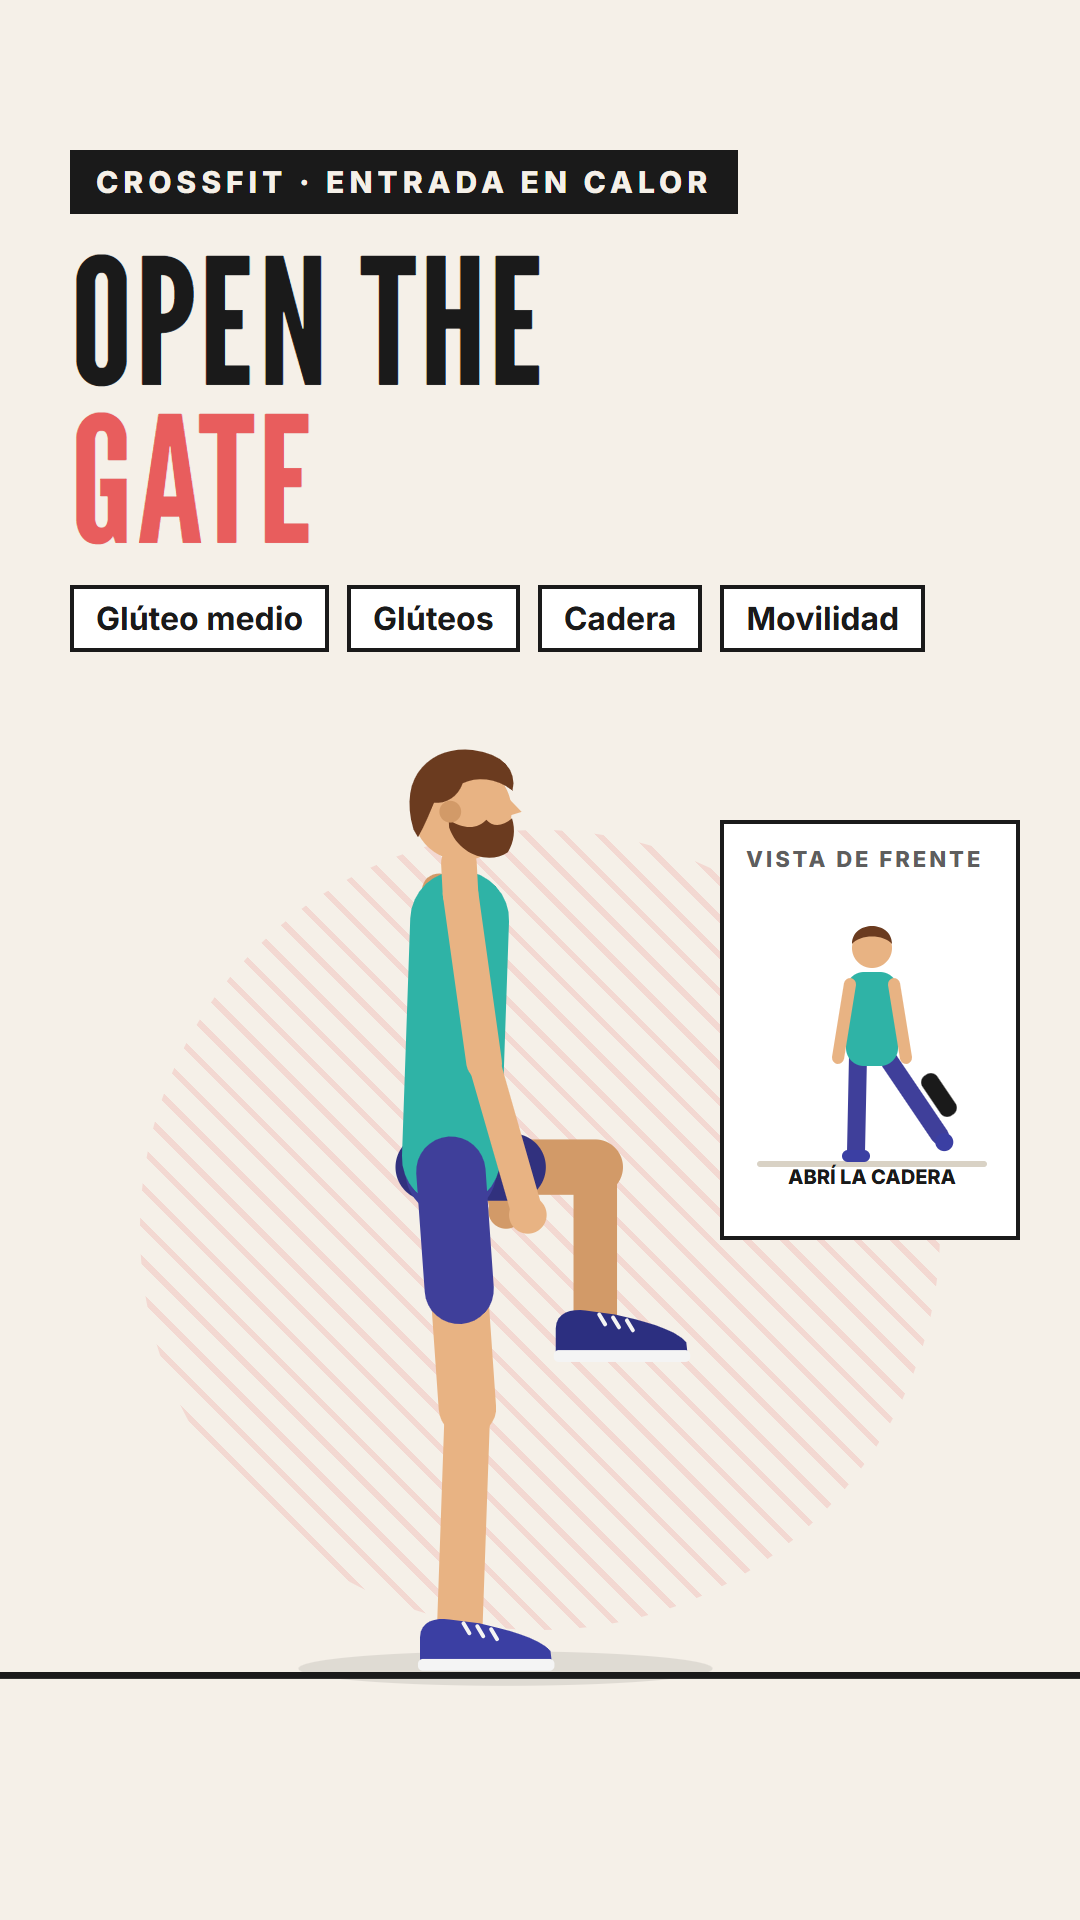 CROSSFIT · ENTRADA EN CALOR
OPEN THE
GATE
Glúteo medio
Glúteos
Cadera
Movilidad
VISTA DE FRENTE
ABRÍ LA CADERA